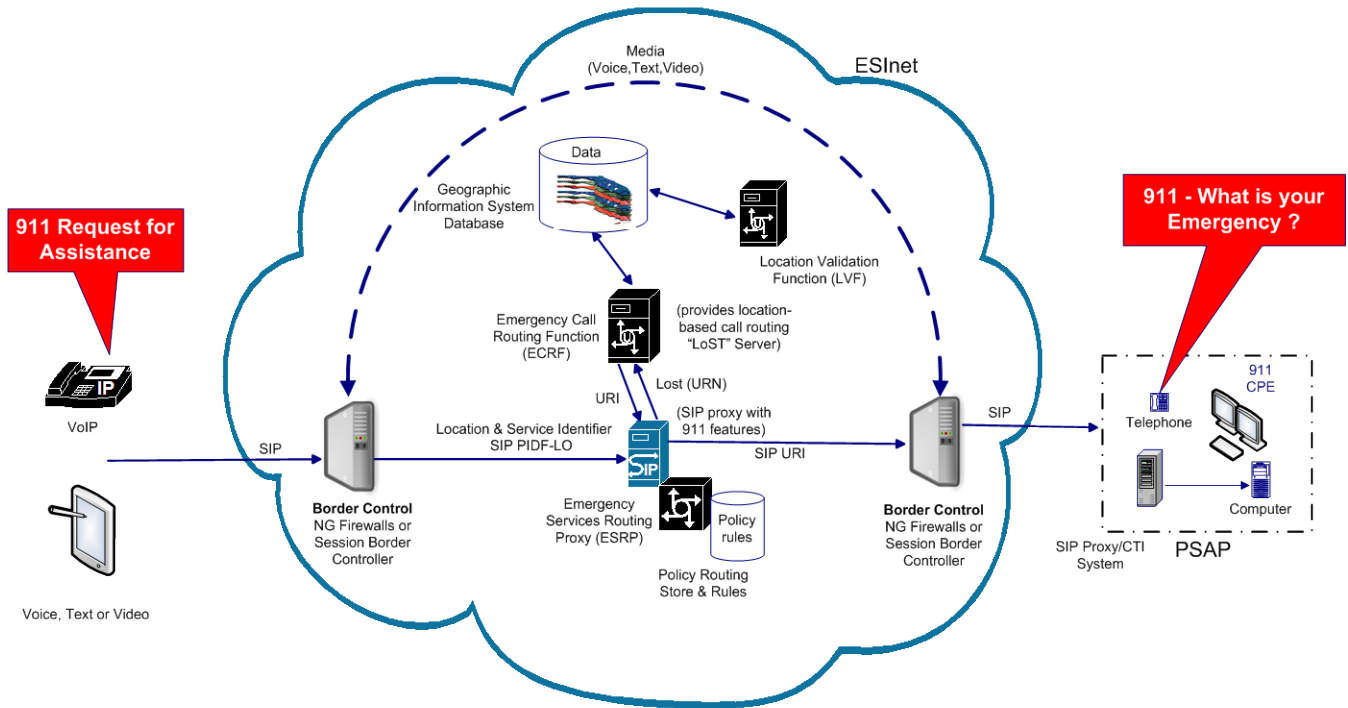 Media
(Voice,Text,Video)
ESInet
Data
Geographic
Information System
Database
911 Request for
Assistance
911 - What is your
Emergency ?
Location Validation
Function (LVF)
Emergency Call
Routing Function
(ECRF)
(provides location-
based call routing
“LoST” Server)
IP
VoIP
URI
Lost (URN)
911
CPE
Telephone
Location & Service Identifier
SIP PIDF-LO
(SIP proxy with
911 features)
SIP
SIP
SIP
SIP URI
Border Control
NG Firewalls or
Session Border
Controller
Emergency
Services Routing
Proxy (ESRP)
Policy
rules
Border Control
NG Firewalls or
Session Border
Controller
Computer
SIP Proxy/CTI
System
PSAP
Policy Routing
Store & Rules
Voice, Text or Video